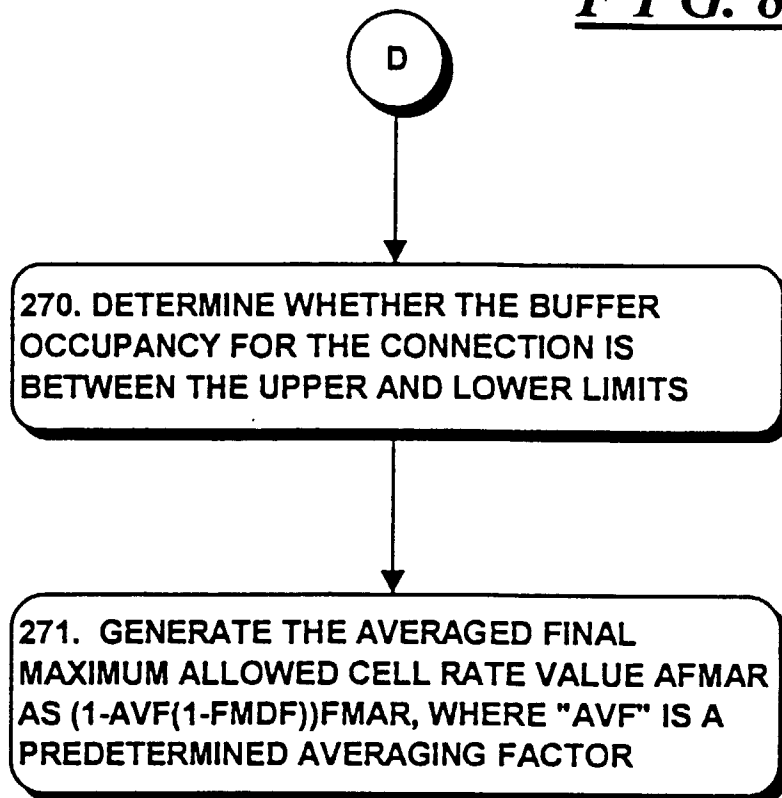 FIG. 8
D
270. DETERMINE WHETHER THE BUFFER
OCCUPANCY FOR THE CONNECTION IS
BETWEEN THE UPPER AND LOWER LIMITS
271. GENERATE THE AVERAGED FINAL
MAXIMUM ALLOWED CELL RATE VALUE AFMAR
AS (1-AVF(1-FMDF))FMAR, WHERE "AVF" IS A
PREDETERMINED AVERAGING FACTOR